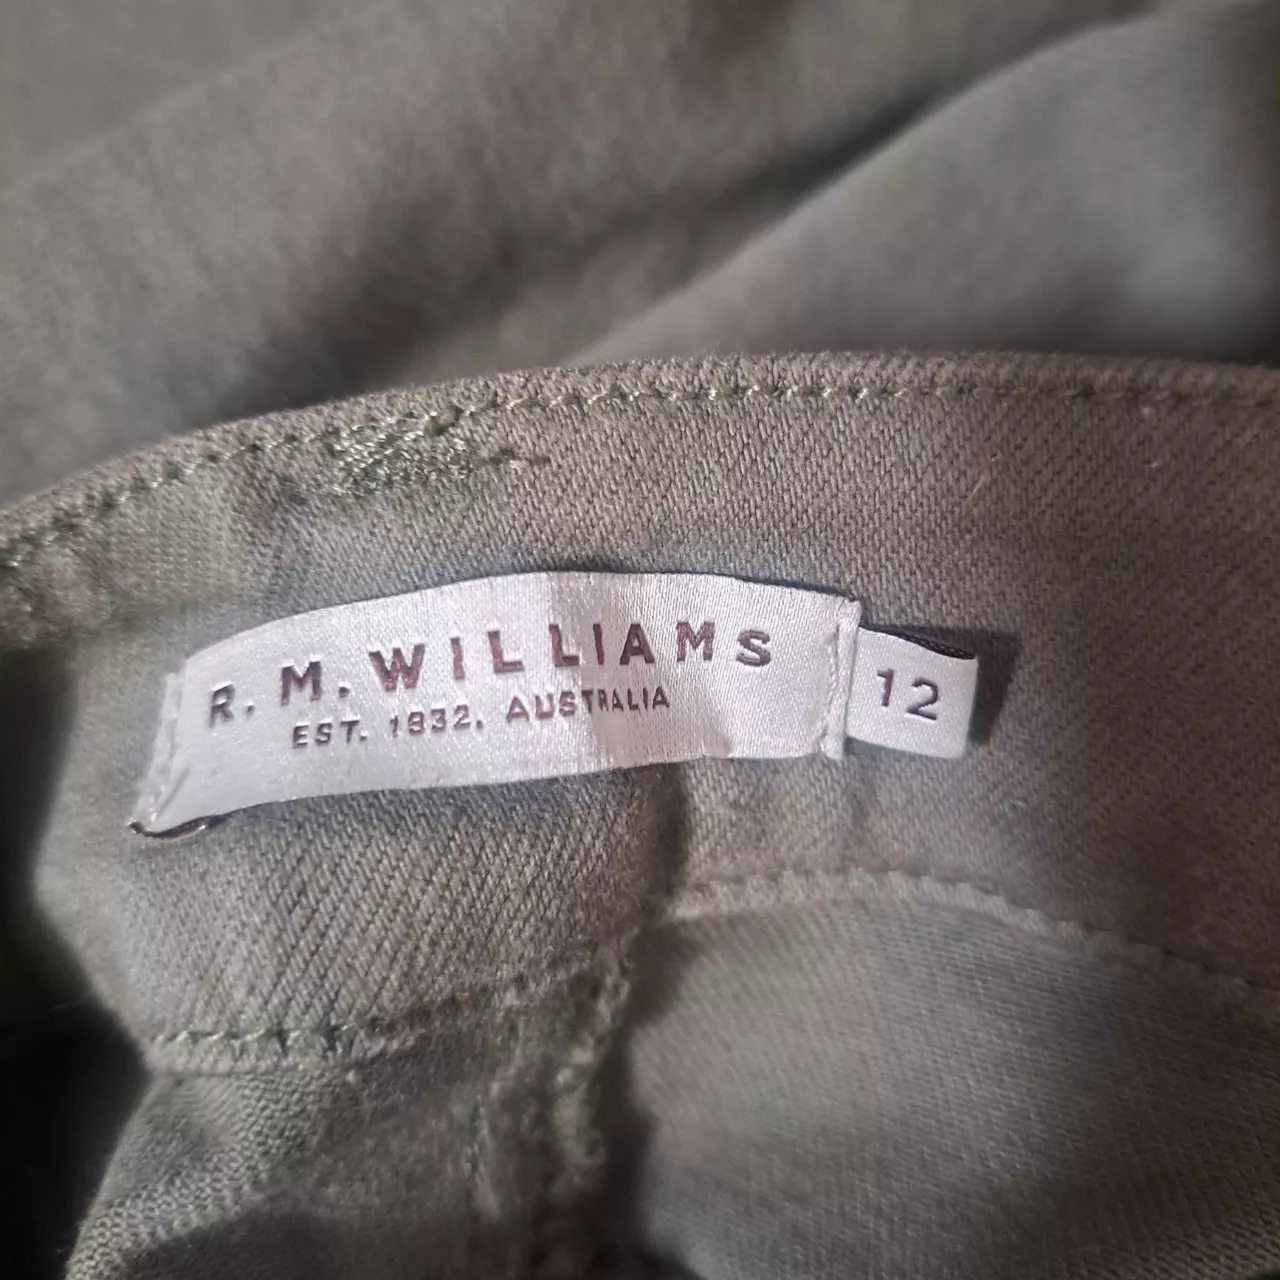 R. M. WILLIAMS
EST. 1932, AUSTRALIA
12